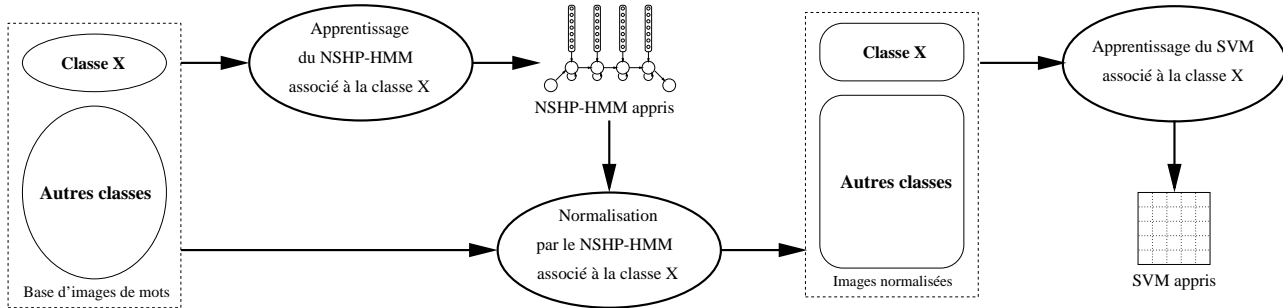 Classe X
Autres classes
Base d'images de mots
Apprentissage
du NSHP-HMM
associé à la classe X
NSHP-HMM appris
Normalisation
par le NSHP-HMM
associé à la classe X
Classe X
Autres classes
Images normalisées
Apprentissage du SVM
associé à la classe X
SVM appris